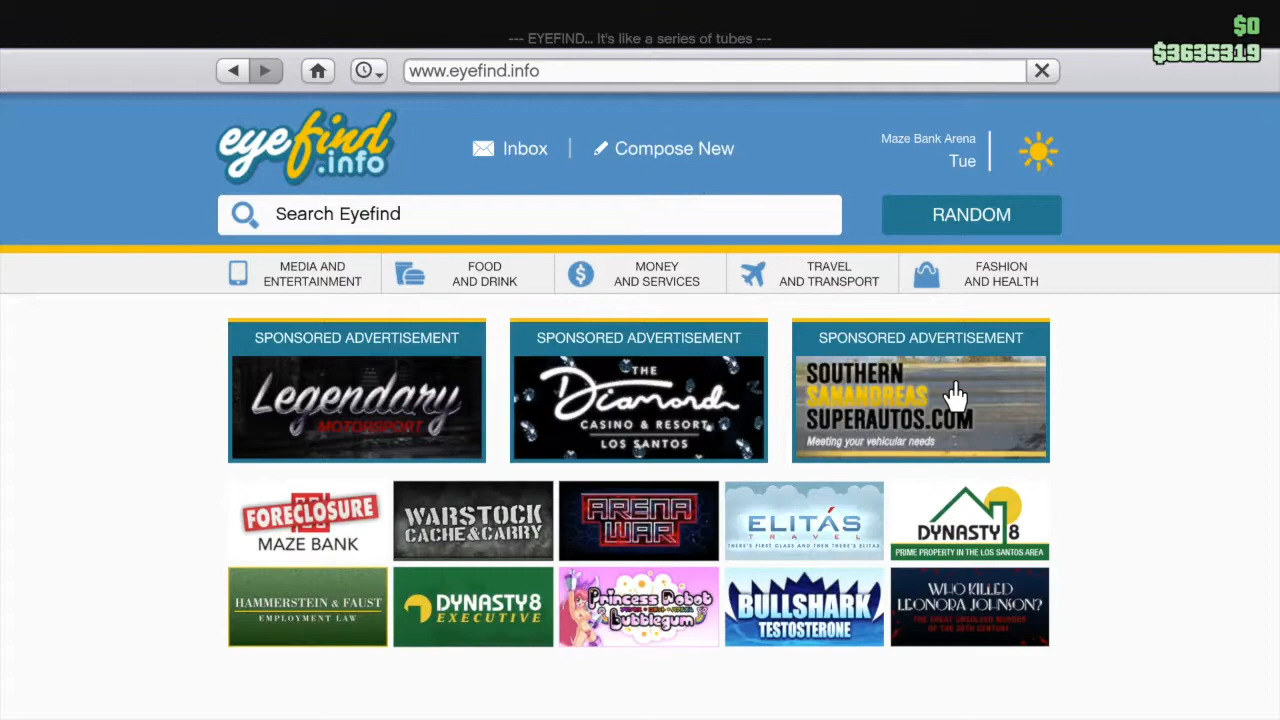 --- EYEFIND... It's like a series of tubes ---
$0
$3635319
www.eyefind.info
eyefind
.info
Inbox
Compose New
Maze Bank Arena
Tue
Search Eyefind
RANDOM
MEDIA AND
ENTERTAINMENT
FOOD
AND DRINK
MONEY
AND SERVICES
TRAVEL
AND TRANSPORT
FASHION
AND HEALTH
SPONSORED ADVERTISEMENT
Legendary
MOTORSPORT
SPONSORED ADVERTISEMENT
THE
Diamond
CASINO & RESORT
LOS SANTOS
SPONSORED ADVERTISEMENT
SOUTHERN
SANANDREAS
SUPERAUTOS.COM
Meeting your vehicular needs
FORECLOSURE
MAZE BANK
WARSTOCK
CACHE&CARRY
ARENA
WAR
ELITÁS
TRAVEL
THERE'S FIRST CLASS AND THEN THERE'S ELITAS
DYNASTY 8
PRIME PROPERTY IN THE LOS SANTOS AREA
HAMMERSTEIN & FAUST
EMPLOYMENT LAW
DYNASTY 8
EXECUTIVE
Princess Robot
Bubblegum
BULLSHARK
TESTOSTERONE
WHO KILLED
LEONORA JOHNSON?
THE GREAT UNSOLVED MURDER
OF THE 20TH CENTURY